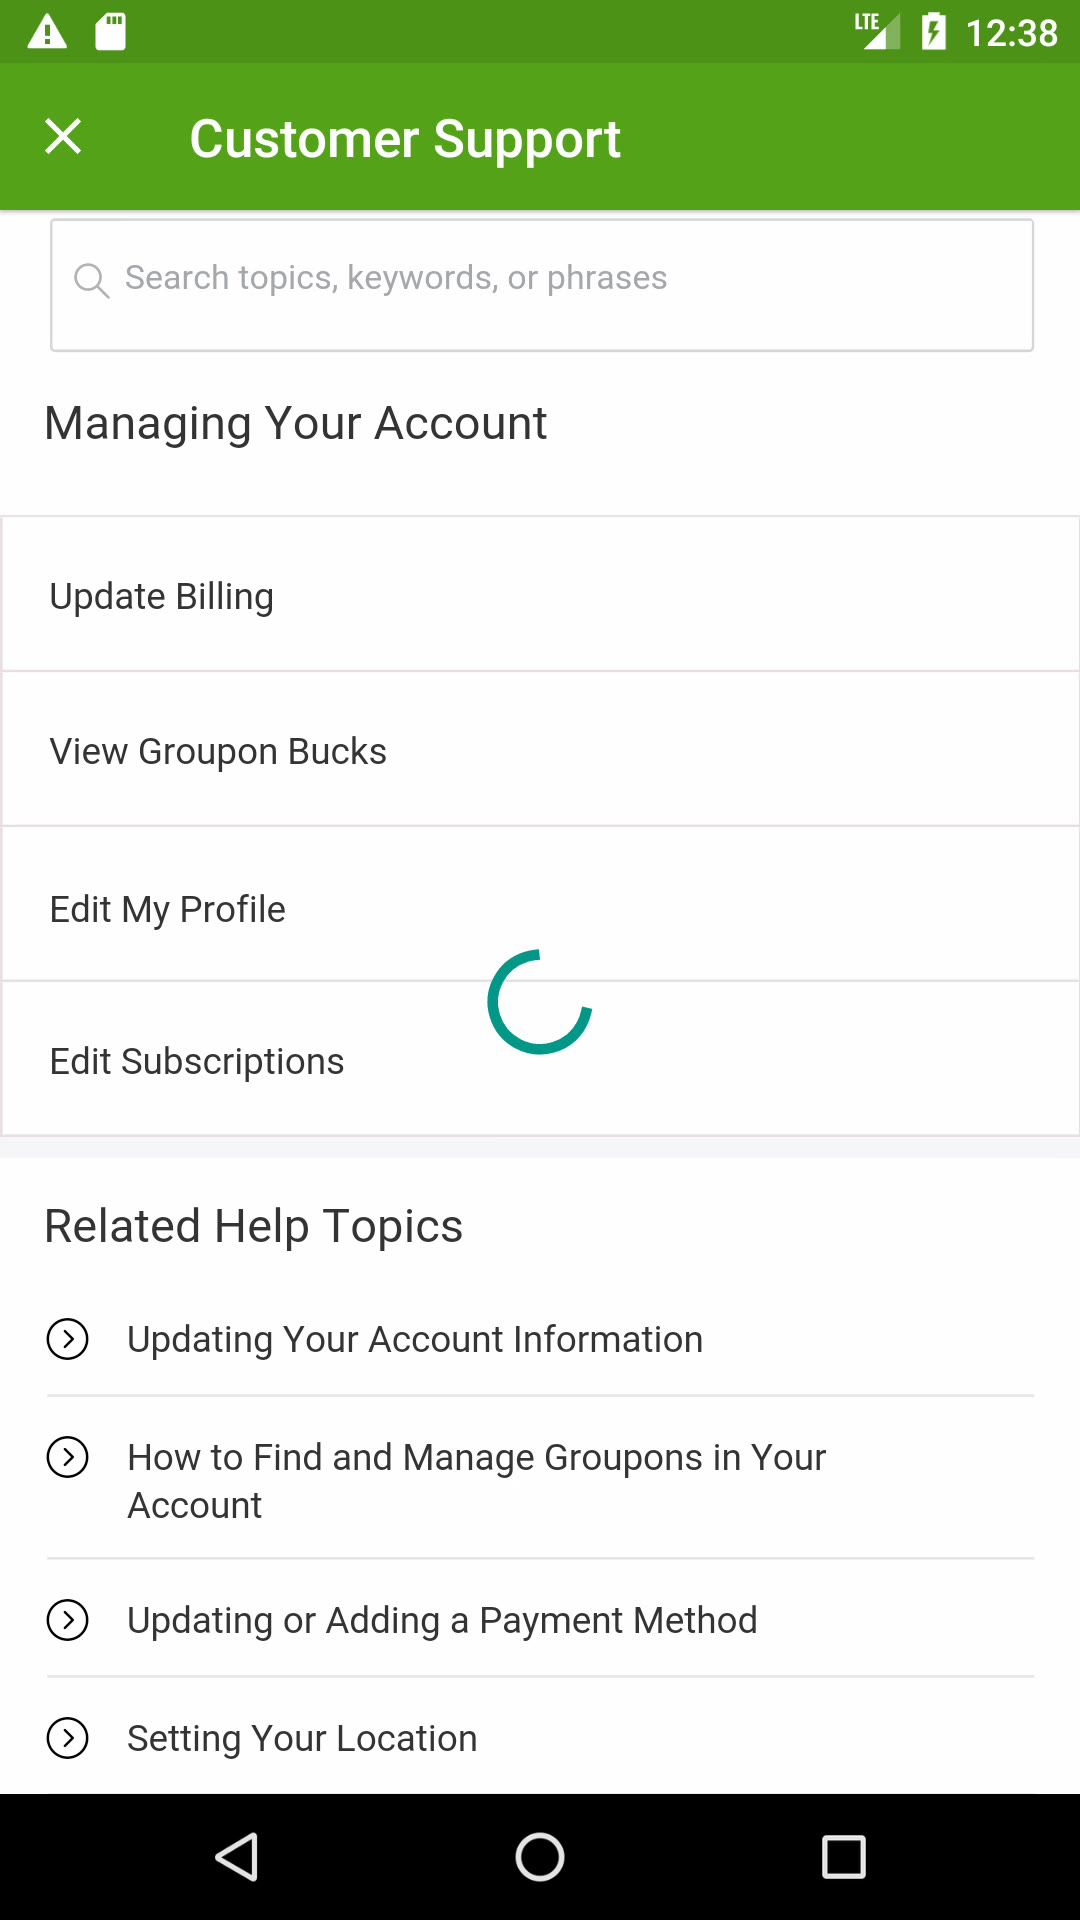 LTE 12:38
Customer Support
Search topics, keywords, or phrases
Managing Your Account
Update Billing
View Groupon Bucks
Edit My Profile
Edit Subscriptions
Related Help Topics
Updating Your Account Information
How to Find and Manage Groupons in Your
Account
Updating or Adding a Payment Method
Setting Your Location